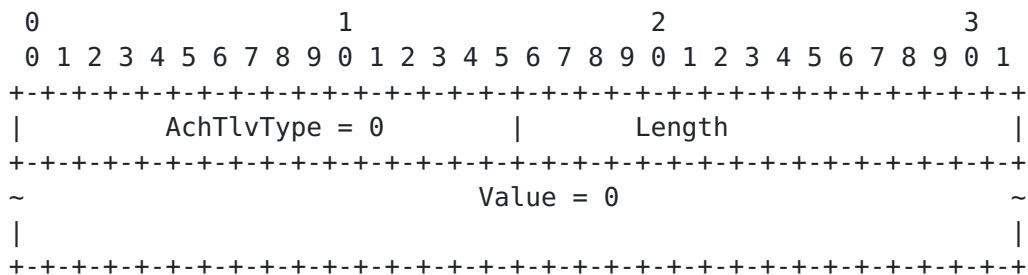 0                   1                   2                   3
 0 1 2 3 4 5 6 7 8 9 0 1 2 3 4 5 6 7 8 9 0 1 2 3 4 5 6 7 8 9 0 1
+-+-+-+-+-+-+-+-+-+-+-+-+-+-+-+-+-+-+-+-+-+-+-+-+-+-+-+-+-+-+-+-+
|         AchTlvType = 0        |       Length                  |
+-+-+-+-+-+-+-+-+-+-+-+-+-+-+-+-+-+-+-+-+-+-+-+-+-+-+-+-+-+-+-+-+
~                             Value = 0                         ~
|                                                               |
+-+-+-+-+-+-+-+-+-+-+-+-+-+-+-+-+-+-+-+-+-+-+-+-+-+-+-+-+-+-+-+-+